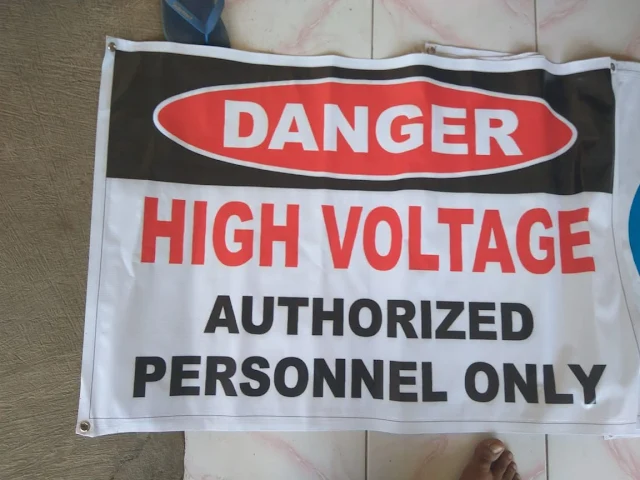 DANGER
HIGH VOLTAGE
AUTHORIZED
PERSONNEL ONLY